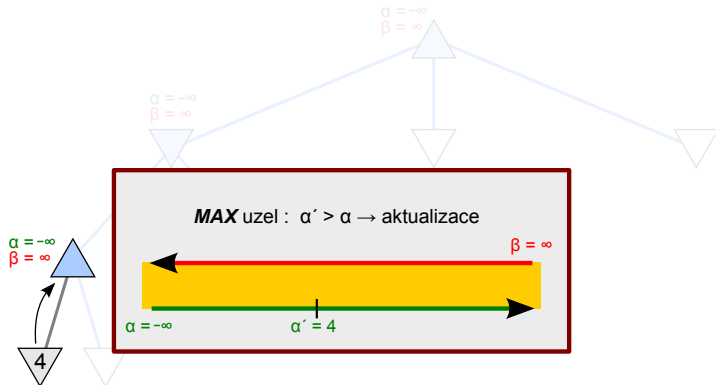 α = -∞
β = ∞
α = -∞
β = ∞
MAX uzel : α´ > α → aktualizace
β = ∞
α = -∞
α´ = 4
α = -∞
β = ∞
4